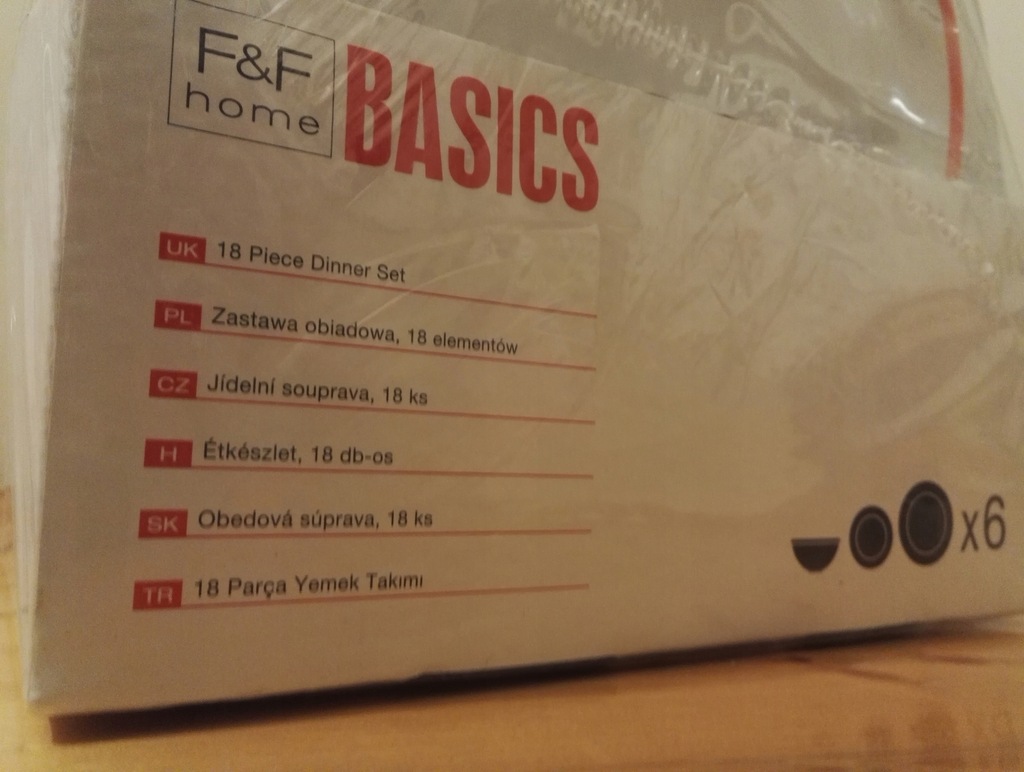 F&F
home
BASICS
UK 18 Piece Dinner Set
PL Zastawa obiadowa, 18 elementów
CZ Jídelní souprava, 18 ks
H Étkészlet, 18 db-os
SK Obedová súprava, 18 ks
TR 18 Parça Yemek Takımı
x6